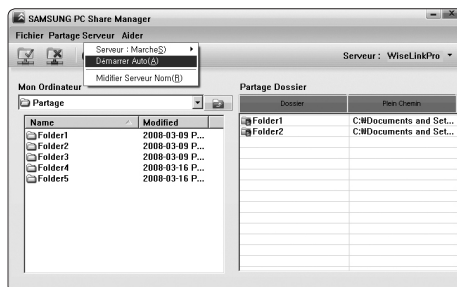 SAMSUNG PC Share Manager
Fichier Partage Serveur Aider
Serveur : MarcheS)
Démarrer Auto(A)
Midifier Serveur Nom(R)
Serveur : WiseLinkPro
Mon Ordinateur
Partage
Name Modified
Folder1 2008-03-09 P...
Folder2 2008-03-09 P...
Folder3 2008-03-09 P...
Folder4 2008-03-16 P...
Folder5 2008-03-16 P...
Partage Dossier
Dossier Plein Chemin
Folder1 C:₩Documents and Set...
Folder2 C:₩Documents and Set...